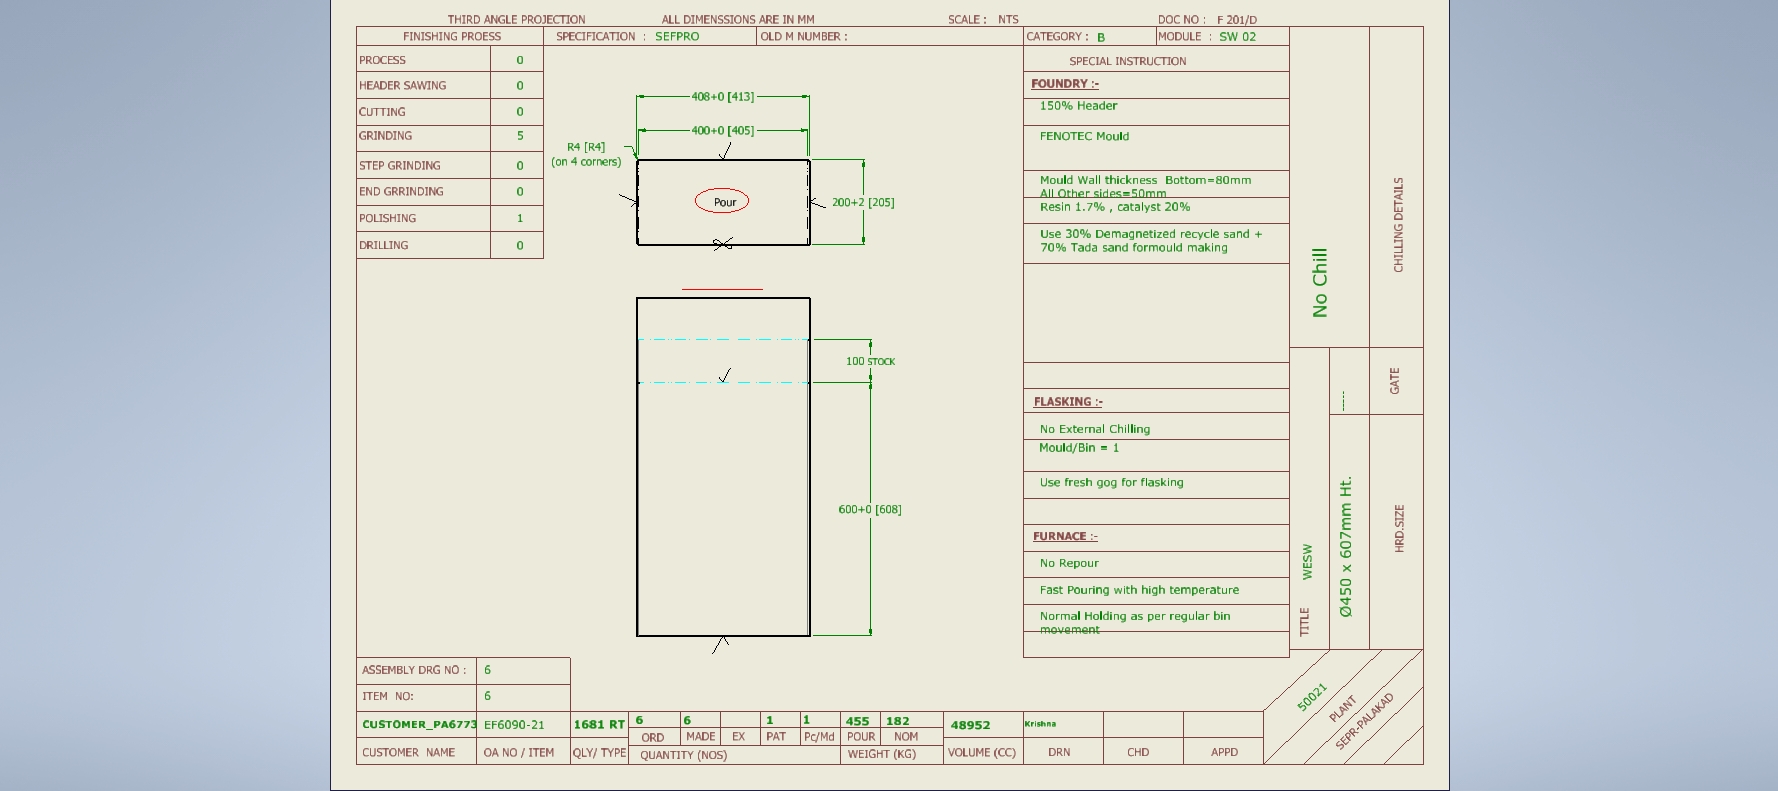 THIRD ANGLE PROJECTION ALL DIMENSSIONS ARE IN MM SCALE : NTS DOC NO : F 201/D
FINISHING PROESS SPECIFICATION : SEFPRO OLD M NUMBER : CATEGORY : B MODULE : SW 02
PROCESS 0
HEADER SAWING 0
CUTTING 0
GRINDING 5
STEP GRINDING 0
END GRRINDING 0
POLISHING 1
DRILLING 0
408+0 [413]
400+0 [405]
R4 [R4]
(on 4 corners)
Pour
200+2 [205]
100 STOCK
600+0 [608]
SPECIAL INSTRUCTION
FOUNDRY :-
150% Header
FENOTEC Mould
Mould Wall thickness Bottom=80mm
All Other sides=50mm
Resin 1.7% , catalyst 20%
Use 30% Demagnetized recycle sand +
70% Tada sand formould making
FLASKING :-
No External Chilling
Mould/Bin = 1
Use fresh gog for flasking
FURNACE :-
No Repour
Fast Pouring with high temperature
Normal Holding as per regular bin
movement
No Chill
CHILLING DETAILS
------
GATE
TITLE WESW
Ø450 x 607mm Ht.
HRD.SIZE
50021
PLANT
SEPR-PALAKAD
ASSEMBLY DRG NO : 6
ITEM NO: 6
CUSTOMER_PA6773 EF6090-21 1681 RT 6 6 1 1 455 182 48952 Krishna
ORD MADE EX PAT Pc/Md POUR NOM
CUSTOMER NAME OA NO / ITEM QLY/ TYPE QUANTITY (NOS) WEIGHT (KG) VOLUME (CC) DRN CHD APPD